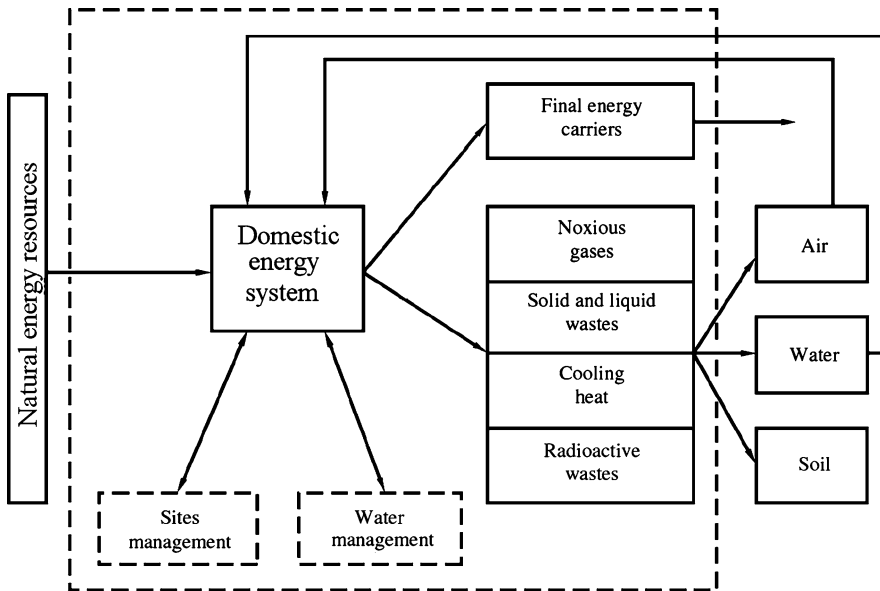 Natural energy resources
Domestic
energy
system
Final energy
carriers
Noxious
gases
Solid and liquid
wastes
Cooling
heat
Radioactive
wastes
Air
Water
Soil
Sites
management
Water
management